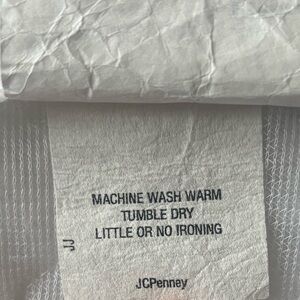 MACHINE WASH WARM
TUMBLE DRY
LITTLE OR NO IRONING
JCPenney